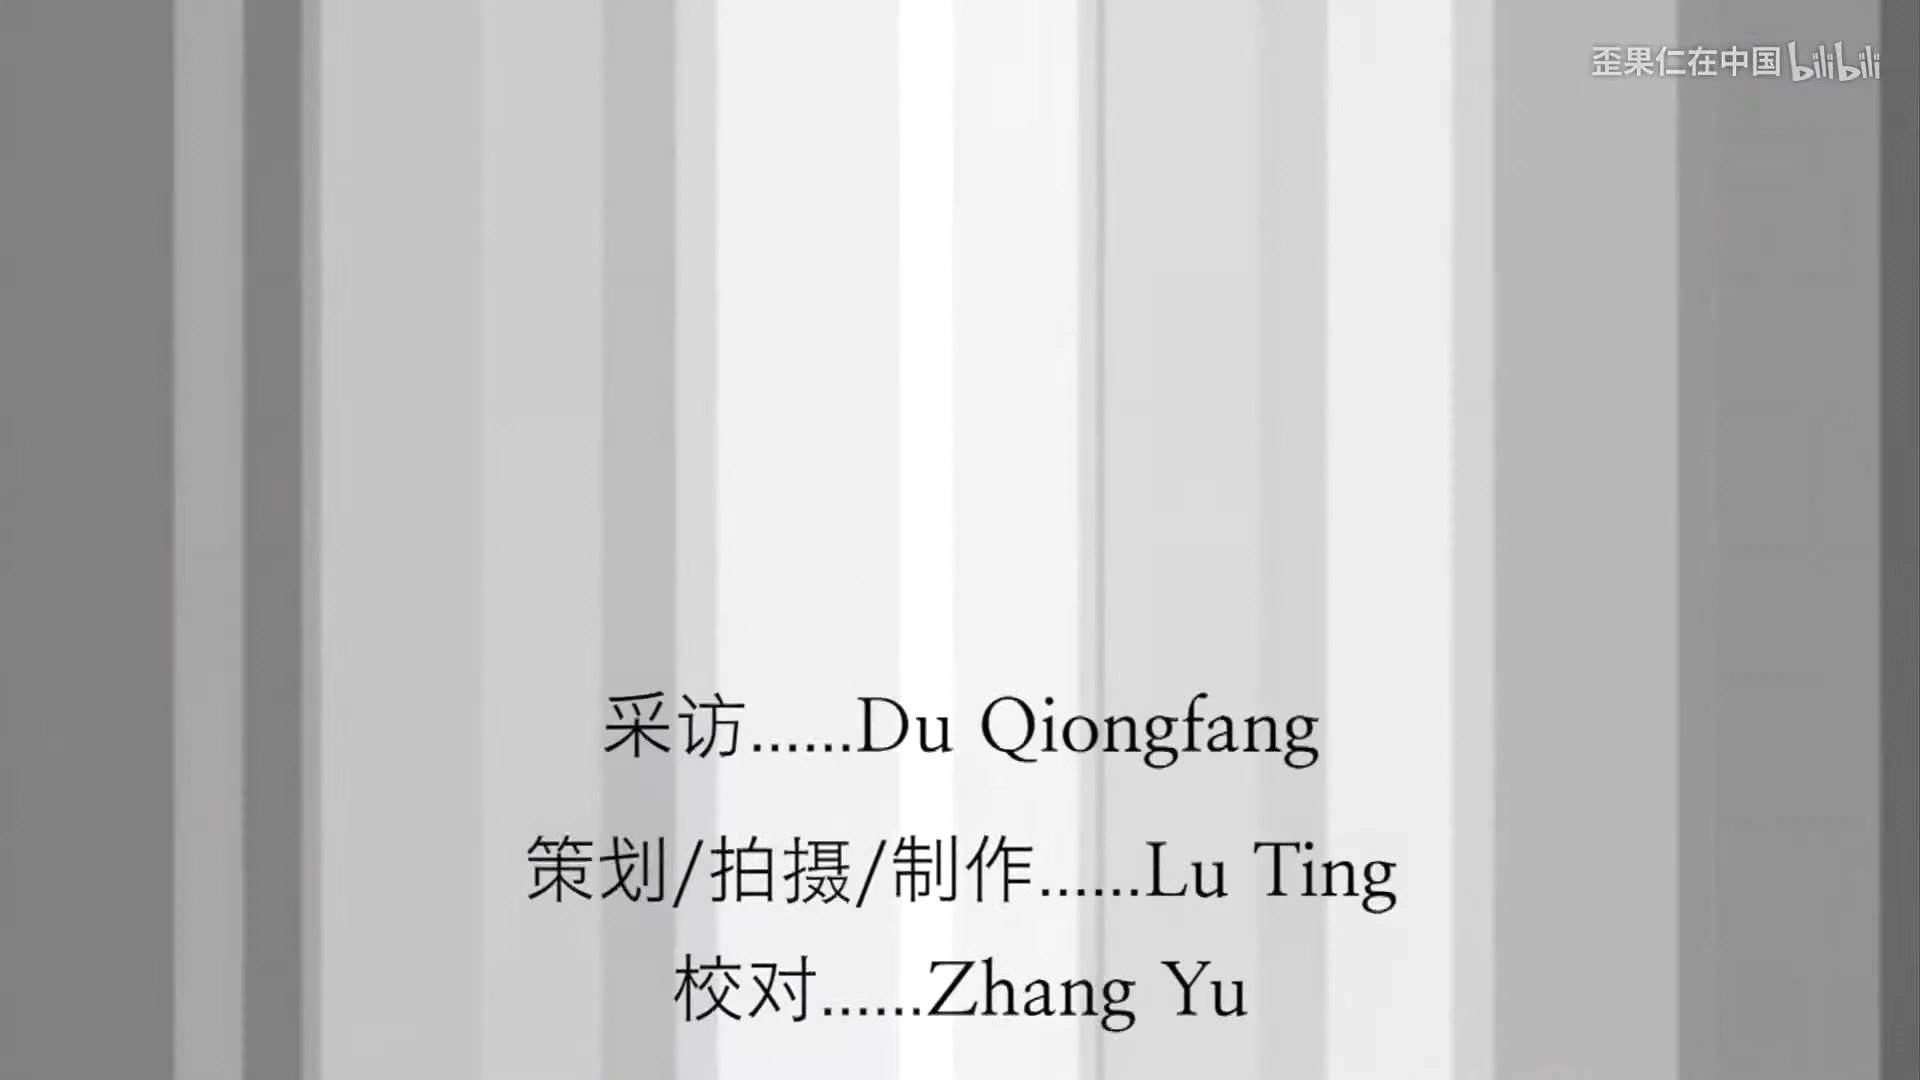 歪果仁在中国 bilibili
采访......Du Qiongfang
策划/拍摄/制作......Lu Ting
校对......Zhang Yu